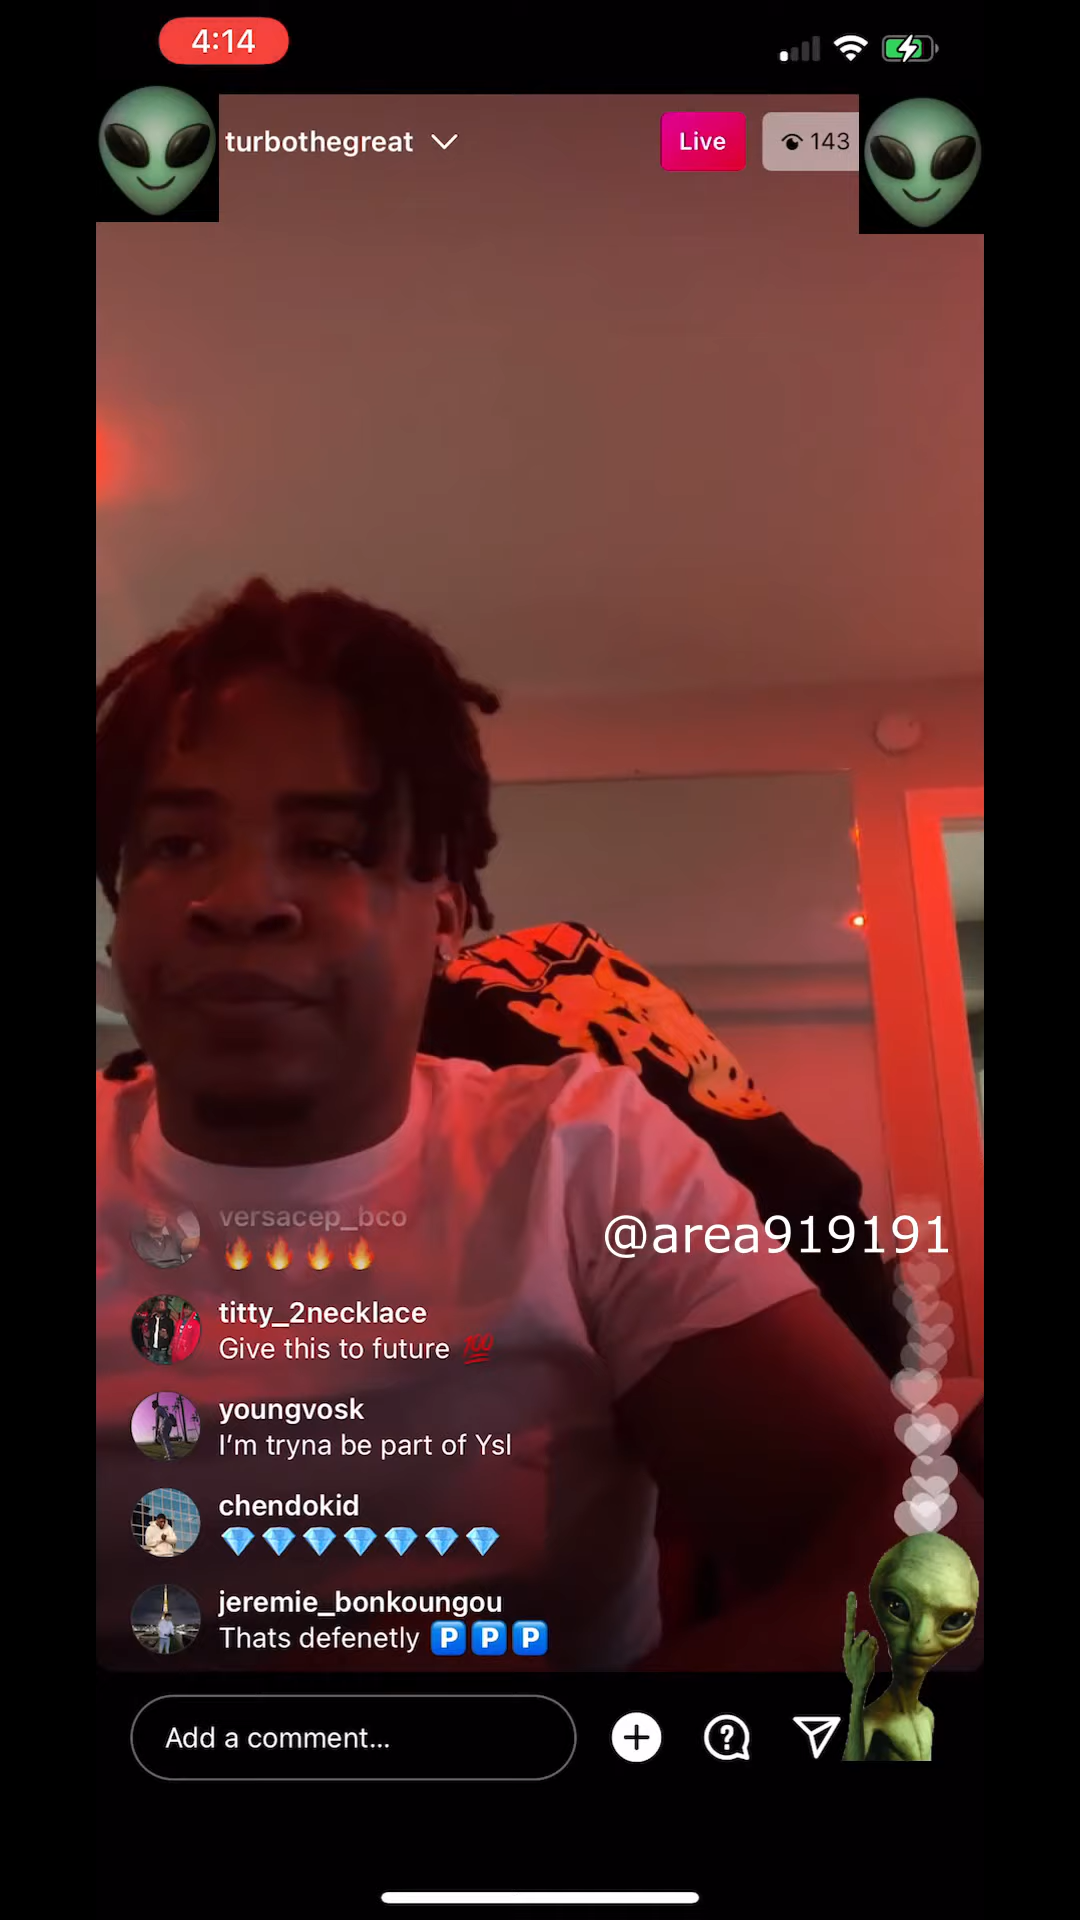 4:14
turbothegreat
Live
143
@area919191
versacep_bco
🔥🔥🔥🔥
titty_2necklace
Give this to future 💯
youngvosk
I'm tryna be part of Ysl
chendokid
💎💎💎💎💎💎💎
jeremie_bonkoungou
Thats defenetly 🅿️🅿️🅿️
Add a comment...